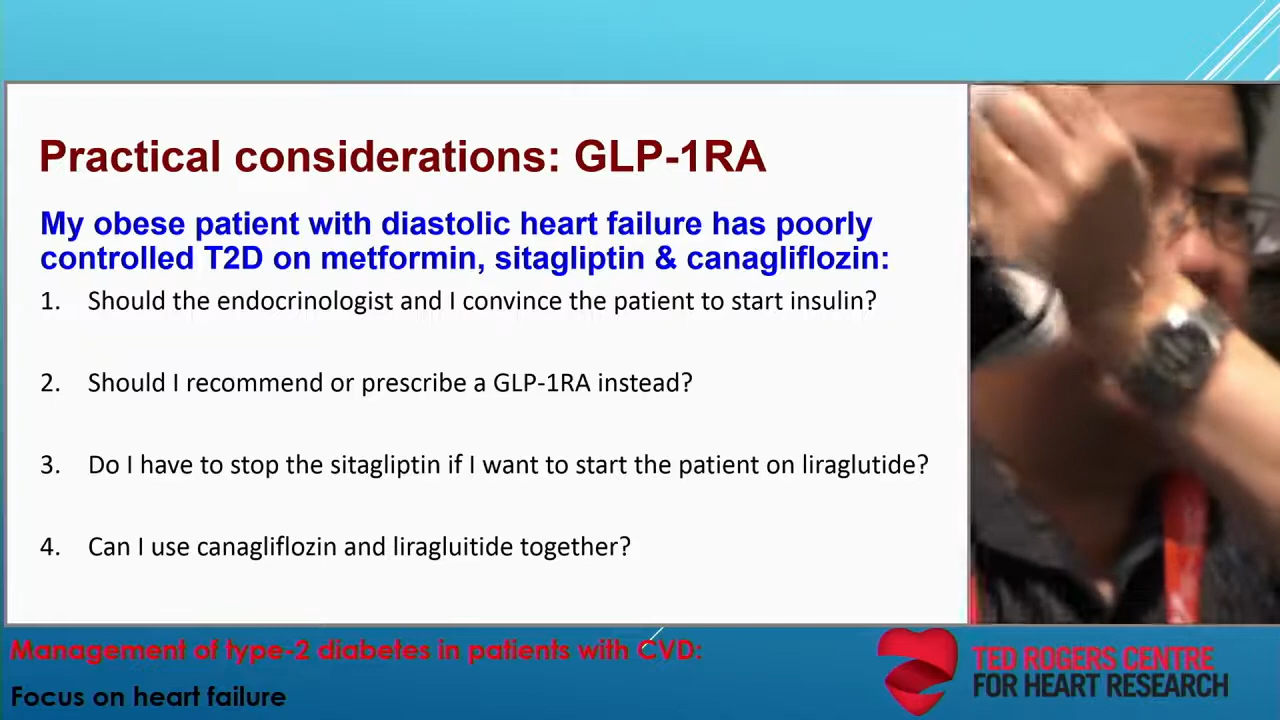 Practical considerations: GLP-1RA
My obese patient with diastolic heart failure has poorly
controlled T2D on metformin, sitagliptin & canagliflozin:
1. Should the endocrinologist and I convince the patient to start insulin?
2. Should I recommend or prescribe a GLP-1RA instead?
3. Do I have to stop the sitagliptin if I want to start the patient on liraglutide?
4. Can I use canagliflozin and liragluitide together?
Management of type-2 diabetes in patients with CVD:
Focus on heart failure
TED ROGERS CENTRE
FOR HEART RESEARCH